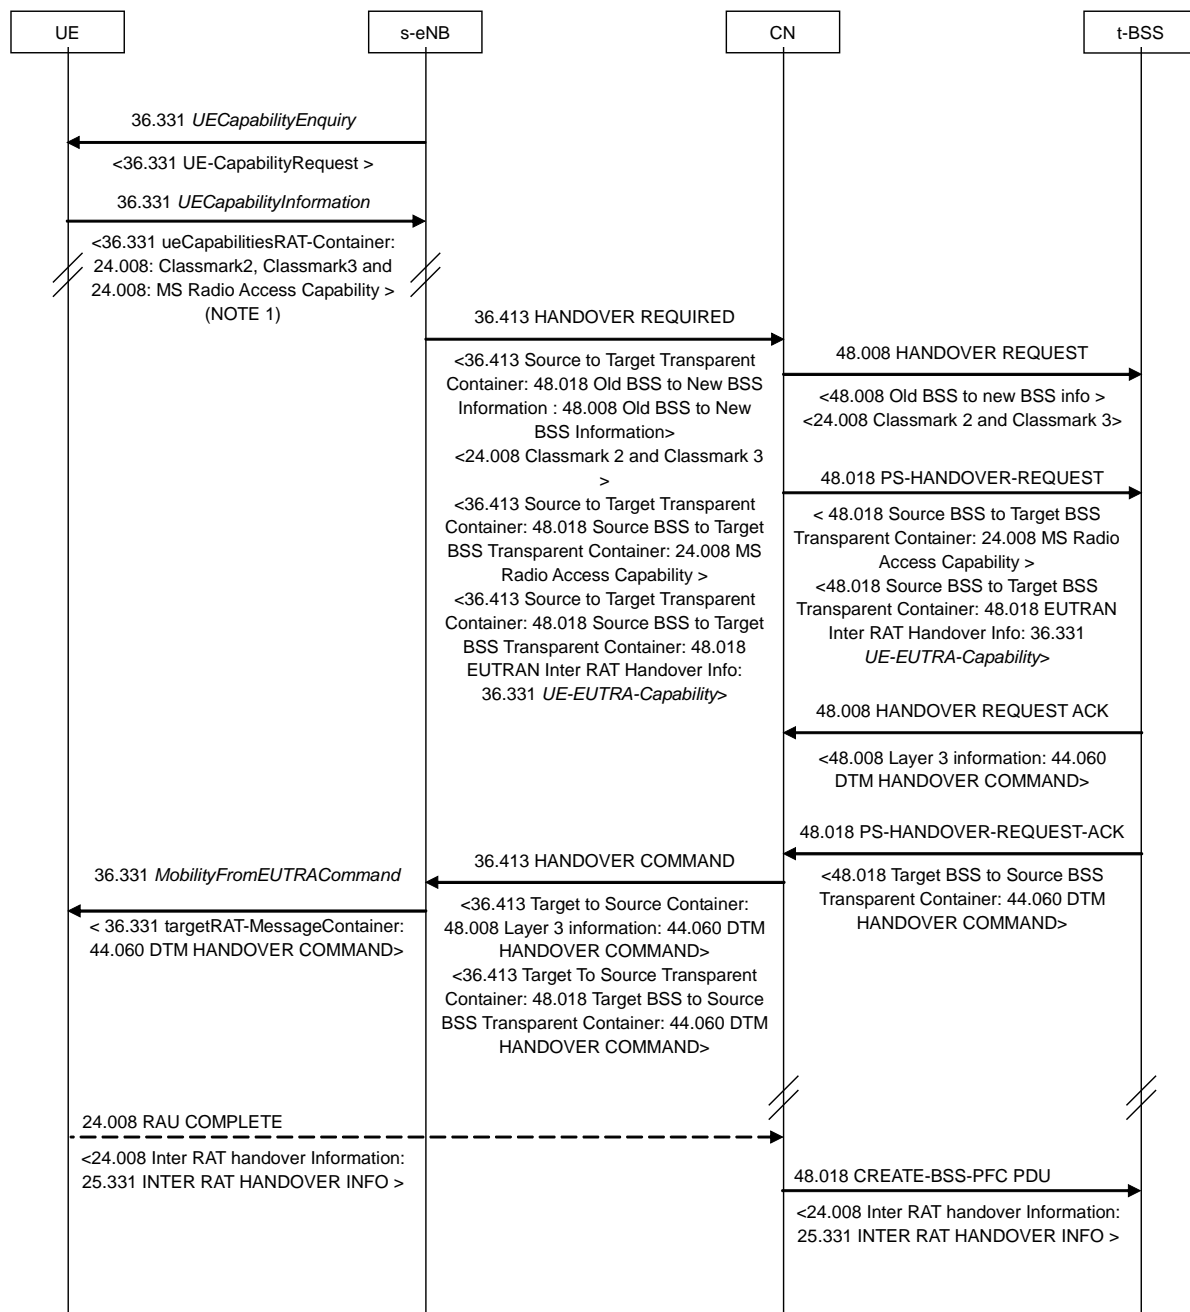 UE
s-eNB
CN
t-BSS
36.331 UECapabilityEnquiry
<36.331 UE-CapabilityRequest >
36.331 UECapabilityInformation
<36.331 ueCapabilitiesRAT-Container:
24.008: Classmark2, Classmark3 and
24.008: MS Radio Access Capability >
(NOTE 1)
36.413 HANDOVER REQUIRED
<36.413 Source to Target Transparent
Container: 48.018 Old BSS to New BSS
Information : 48.008 Old BSS to New
BSS Information>
<24.008 Classmark 2 and Classmark 3
>
<36.413 Source to Target Transparent
Container: 48.018 Source BSS to Target
BSS Transparent Container: 24.008 MS
Radio Access Capability >
<36.413 Source to Target Transparent
Container: 48.018 Source BSS to Target
BSS Transparent Container: 48.018
EUTRAN Inter RAT Handover Info:
36.331 UE-EUTRA-Capability>
48.008 HANDOVER REQUEST
<48.008 Old BSS to new BSS info >
<24.008 Classmark 2 and Classmark 3>
48.018 PS-HANDOVER-REQUEST
< 48.018 Source BSS to Target BSS
Transparent Container: 24.008 MS Radio
Access Capability >
<48.018 Source BSS to Target BSS
Transparent Container: 48.018 EUTRAN
Inter RAT Handover Info: 36.331
UE-EUTRA-Capability>
48.008 HANDOVER REQUEST ACK
<48.008 Layer 3 information: 44.060
DTM HANDOVER COMMAND>
48.018 PS-HANDOVER-REQUEST-ACK
<48.018 Target BSS to Source BSS
Transparent Container: 44.060 DTM
HANDOVER COMMAND>
36.413 HANDOVER COMMAND
<36.413 Target to Source Container:
48.008 Layer 3 information: 44.060 DTM
HANDOVER COMMAND>
<36.413 Target To Source Transparent
Container: 48.018 Target BSS to Source
BSS Transparent Container: 44.060 DTM
HANDOVER COMMAND>
36.331 MobilityFromEUTRACommand
< 36.331 targetRAT-MessageContainer:
44.060 DTM HANDOVER COMMAND>
24.008 RAU COMPLETE
<24.008 Inter RAT handover Information:
25.331 INTER RAT HANDOVER INFO >
48.018 CREATE-BSS-PFC PDU
<24.008 Inter RAT handover Information:
25.331 INTER RAT HANDOVER INFO >